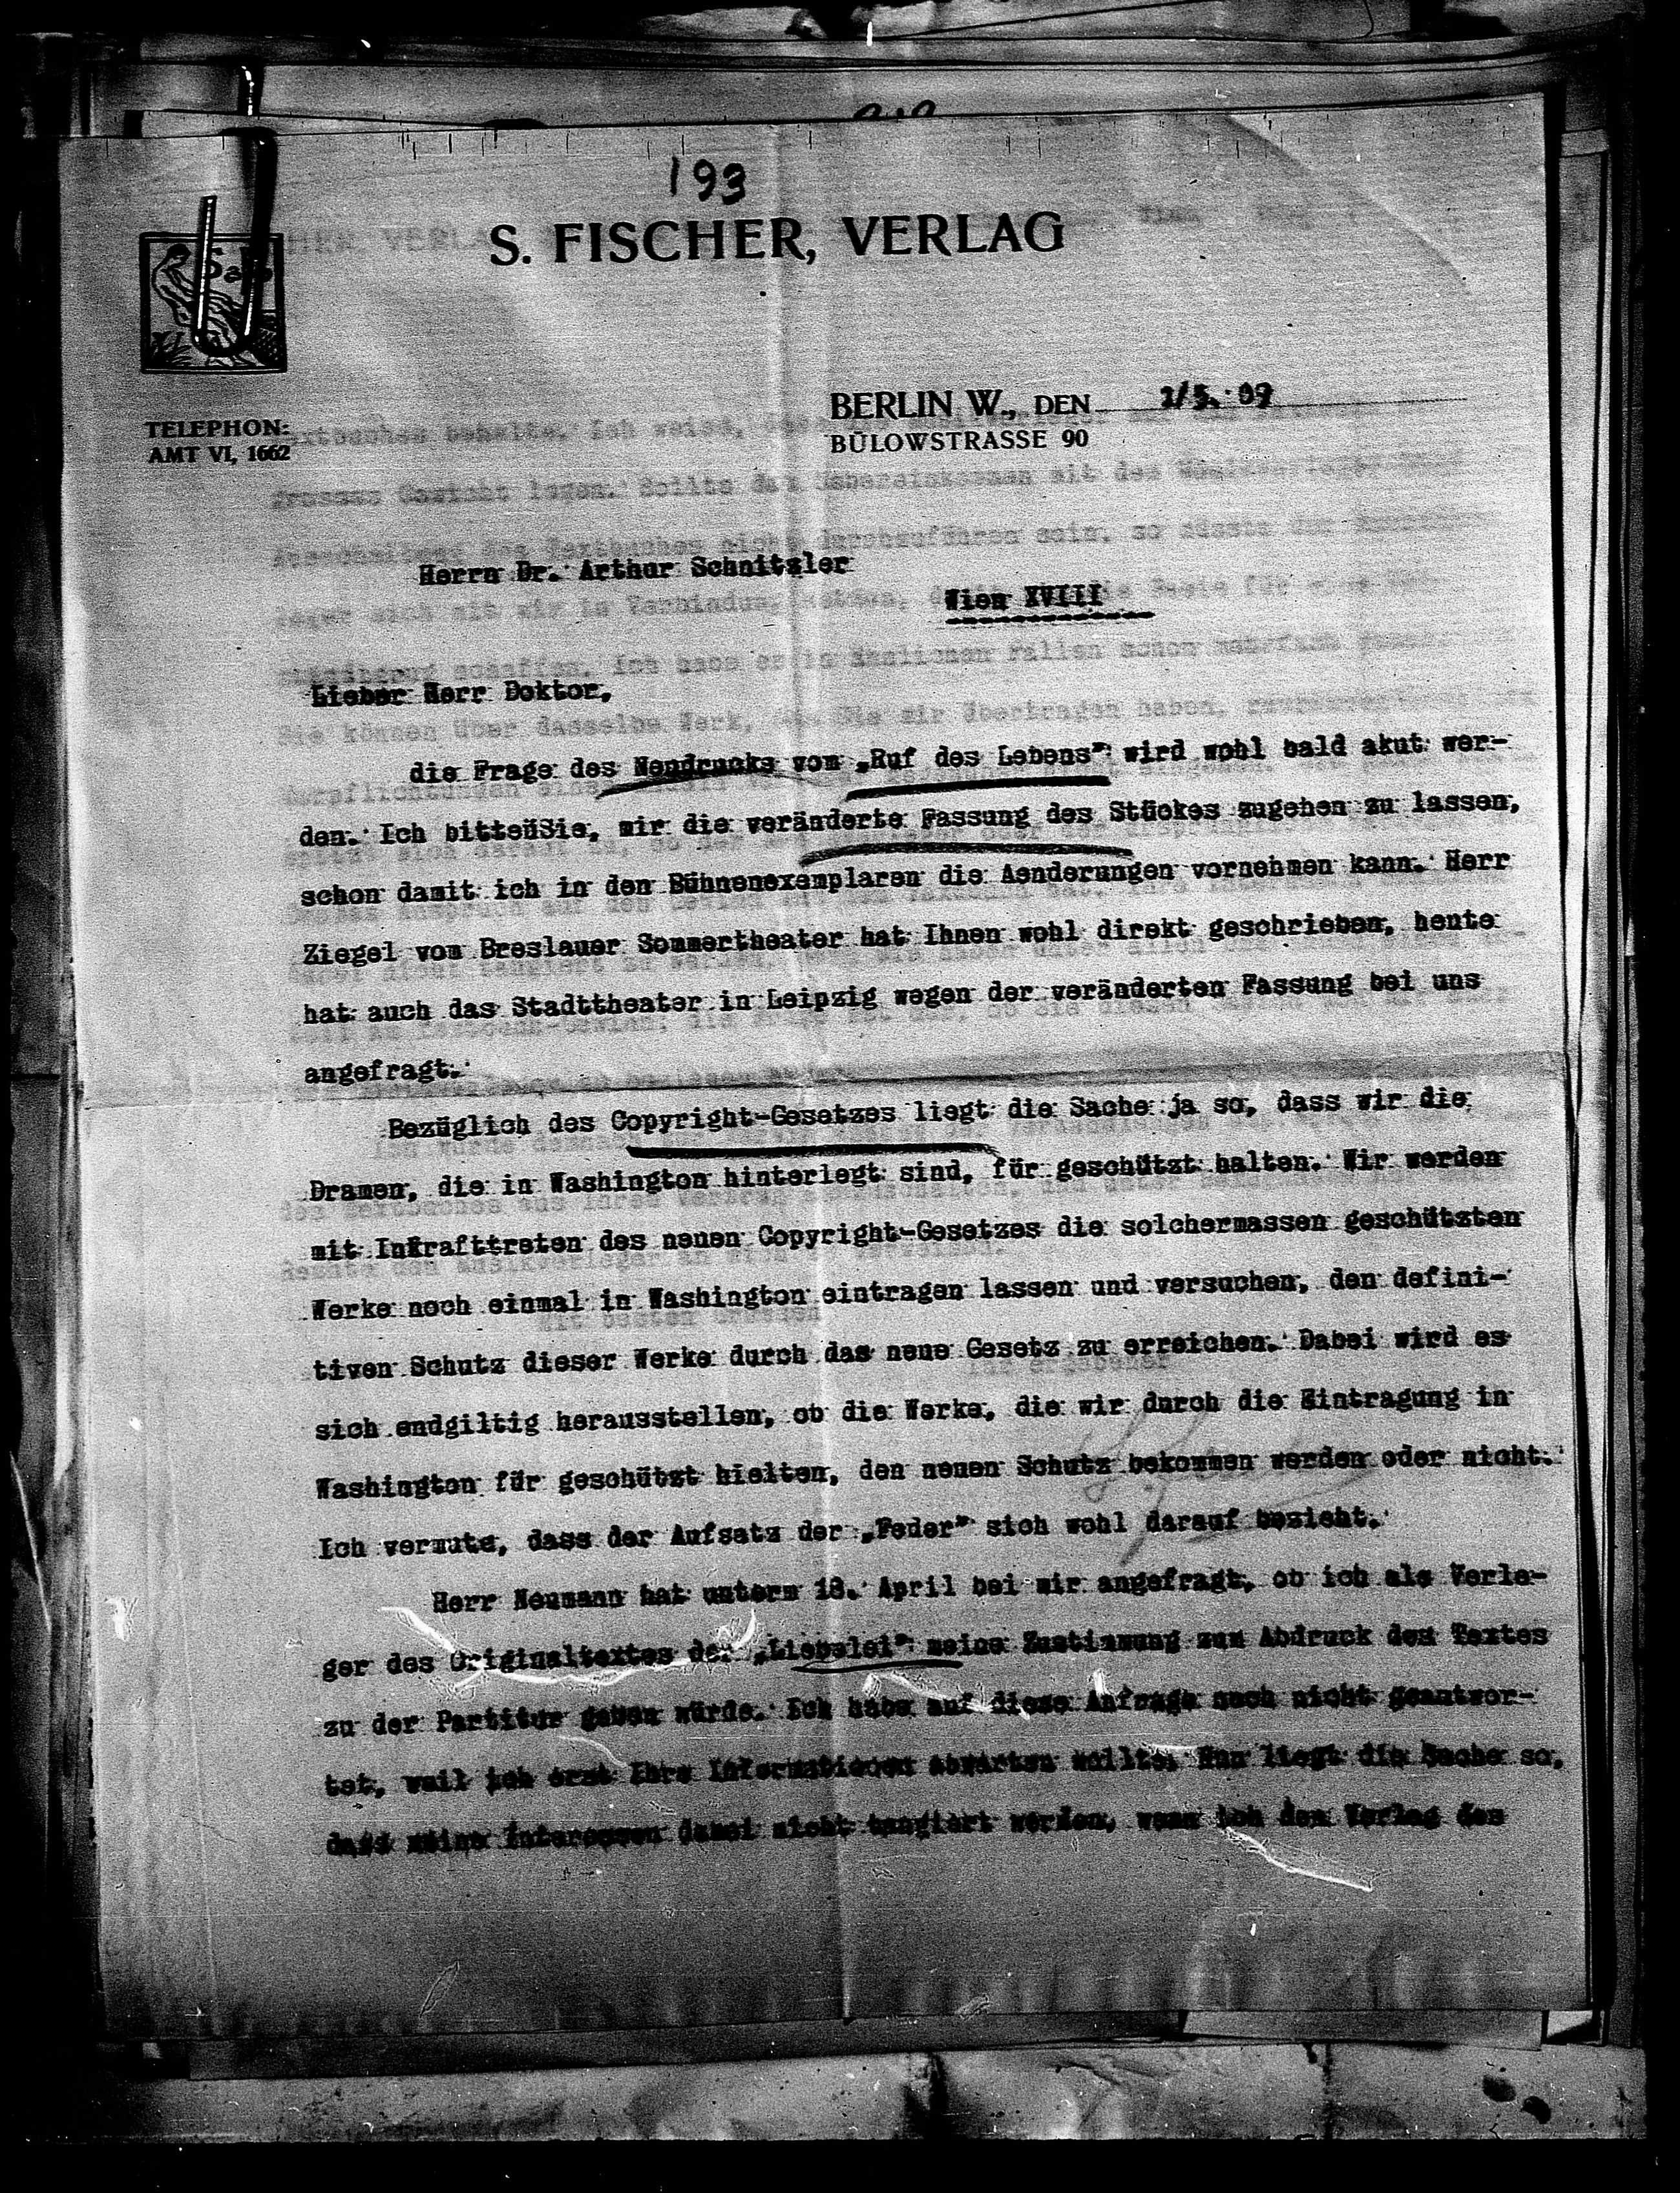 193
S. FISCHER, VERLAG
TELEPHON:
AMT VI, 1662
BERLIN W., DEN 1/5. 09
BÜLOWSTRASSE 90
Herrn Dr. Arthur Schnitzler
Wien XVIII
Lieber Herr Doktor,
die Frage des Neudrucks vom „Ruf des Lebens" wird wohl bald akut wer-
den. Ich bitten Sie, mir die veränderte Fassung des Stückes zugehen zu lassen,
schon damit ich in den Bühnenexemplaren die Aenderungen vornehmen kann. Herr
Ziegel vom Breslauer Sommertheater hat Ihnen wohl direkt geschrieben, heute
hat auch das Stadttheater in Leipzig wegen der veränderten Fassung bei uns
angefragt.
Bezüglich des Copyright-Gesetzes liegt die Sache ja so, dass wir die
Dramen, die in Washington hinterlegt sind, für geschützt halten. Wir werden
mit Inkrafttreten des neuen Copyright-Gesetzes die solchermassen geschützten
Werke noch einmal in Washington eintragen lassen und versuchen, den defini-
tiven Schutz dieser Werke durch das neue Gesetz zu erreichen. Dabei wird es
sich endgiltig herausstellen, ob die Werke, die wir durch die Eintragung in
Washington für geschützt hielten, den neuen Schutz bekommen werden oder nicht.
Ich vermute, dass der Aufsatz der „Feder" sich wohl darauf bezieht.
Herr Neumann hat unterm 18. April bei mir angefragt, ob ich als Verle-
ger des Originaltextes der „Liebelei" meine Zustimmung zum Abdruck des Textes
zu der Partitur geben würde. Ich habe auf diese Anfrage noch nicht geantwor-
tet, weil ich erst Ihre Informationen abwarten wollte. Nun liegt die Sache so,
dass meine Interessen dabei nicht tangiert werden, wenn ich den Verlag des